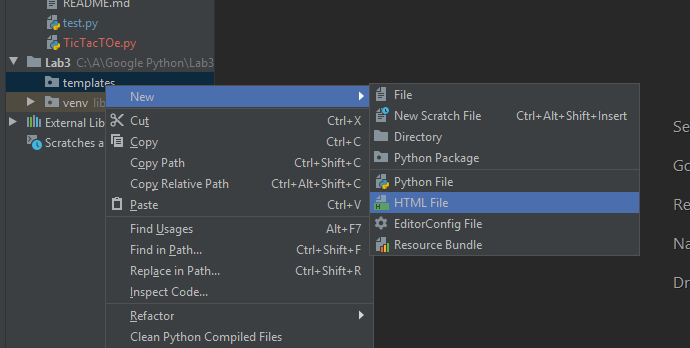 README.md
test.py
TicTacTOe.py
Lab3 C:\A\Google Python\Lab3
templates
venv lib
External Lib
Scratches a
New
Cut Ctrl+X
Copy Ctrl+C
Copy Path Ctrl+Shift+C
Copy Relative Path Ctrl+Alt+Shift+C
Paste Ctrl+V
Find Usages Alt+F7
Find in Path... Ctrl+Shift+F
Replace in Path... Ctrl+Shift+R
Inspect Code...
Refactor
Clean Python Compiled Files
File
New Scratch File Ctrl+Alt+Shift+Insert
Directory
Python Package
Python File
HTML File
EditorConfig File
Resource Bundle
Se
Go
Re
Na
Dr